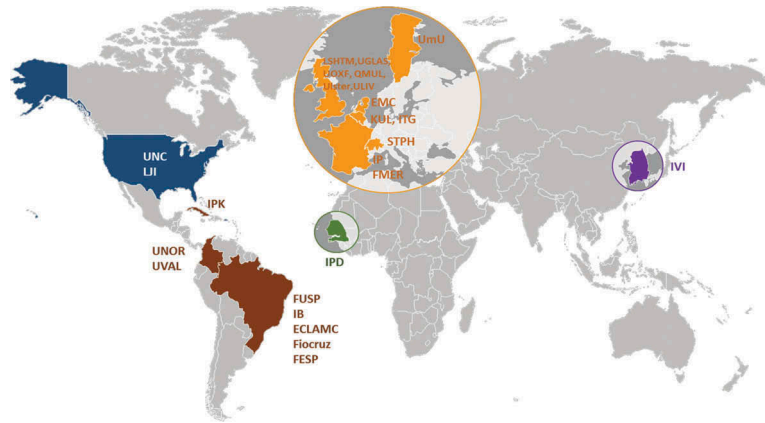 UmU
LSHTM,UGLAS,
UOXF, QMUL,
Ulster,ULIV
EMC
KUL, ITG
STPH
IP
FMER
UNC
LJI
IVI
IPK
IPD
UNOR
UVAL
FUSP
IB
ECLAMC
Fiocruz
FESP